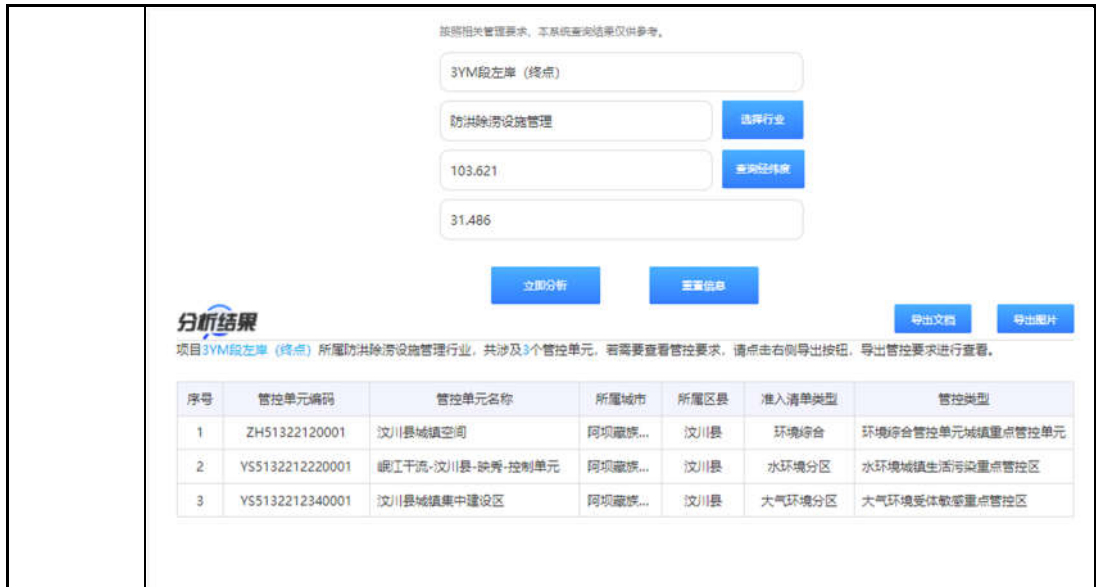 按照相关管理要求，本系统查询结果仅供参考。
3YM段左岸（终点）
防洪除涝设施管理 选择行业
103.621 查询经纬度
31.486
立即分析 重置信息
分析结果 导出文档 导出图片
项目3YM段左岸（终点）所属防洪除涝设施管理行业，共涉及3个管控单元，若需要查看管控要求，请点击右侧导出按钮，导出管控要求进行查看。
序号 管控单元编码 管控单元名称 所属城市 所属区县 准入清单类型 管控类型
1 ZH51322120001 汶川县城镇空间 阿坝藏族... 汶川县 环境综合 环境综合管控单元城镇重点管控单元
2 YS5132212220001 岷江干流-汶川县-映秀-控制单元 阿坝藏族... 汶川县 水环境分区 水环境城镇生活污染重点管控区
3 YS5132212340001 汶川县城镇集中建设区 阿坝藏族... 汶川县 大气环境分区 大气环境受体敏感重点管控区